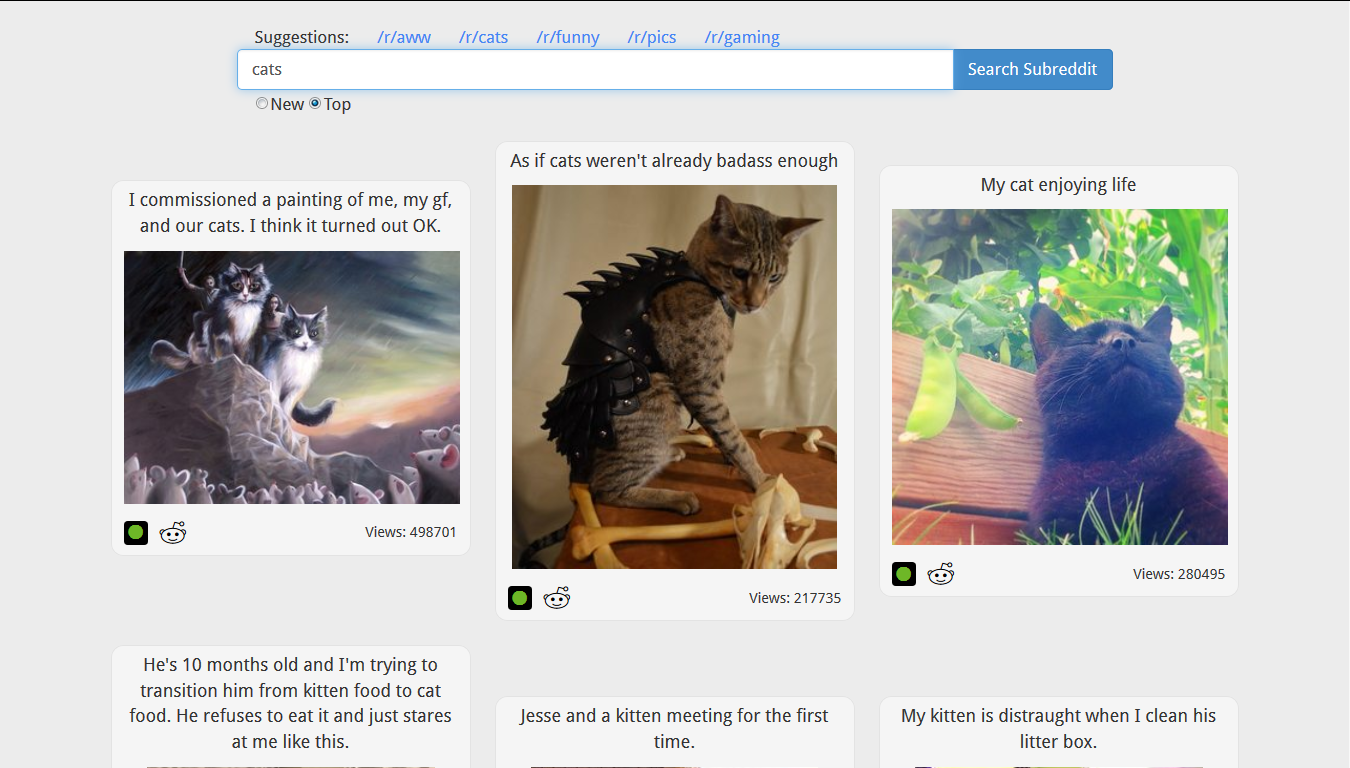 Suggestions: /r/aww /r/cats /r/funny /r/pics /r/gaming
cats
Search Subreddit
New Top
I commissioned a painting of me, my gf,
and our cats. I think it turned out OK.
Views: 498701
As if cats weren't already badass enough
Views: 217735
My cat enjoying life
Views: 280495
He's 10 months old and I'm trying to
transition him from kitten food to cat
food. He refuses to eat it and just stares
at me like this.
Jesse and a kitten meeting for the first
time.
My kitten is distraught when I clean his
litter box.